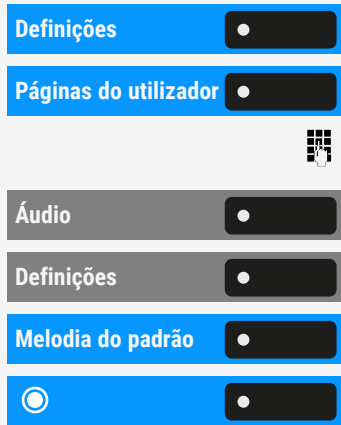 Definições
Páginas do utilizador
Áudio
Definições
Melodia do padrão